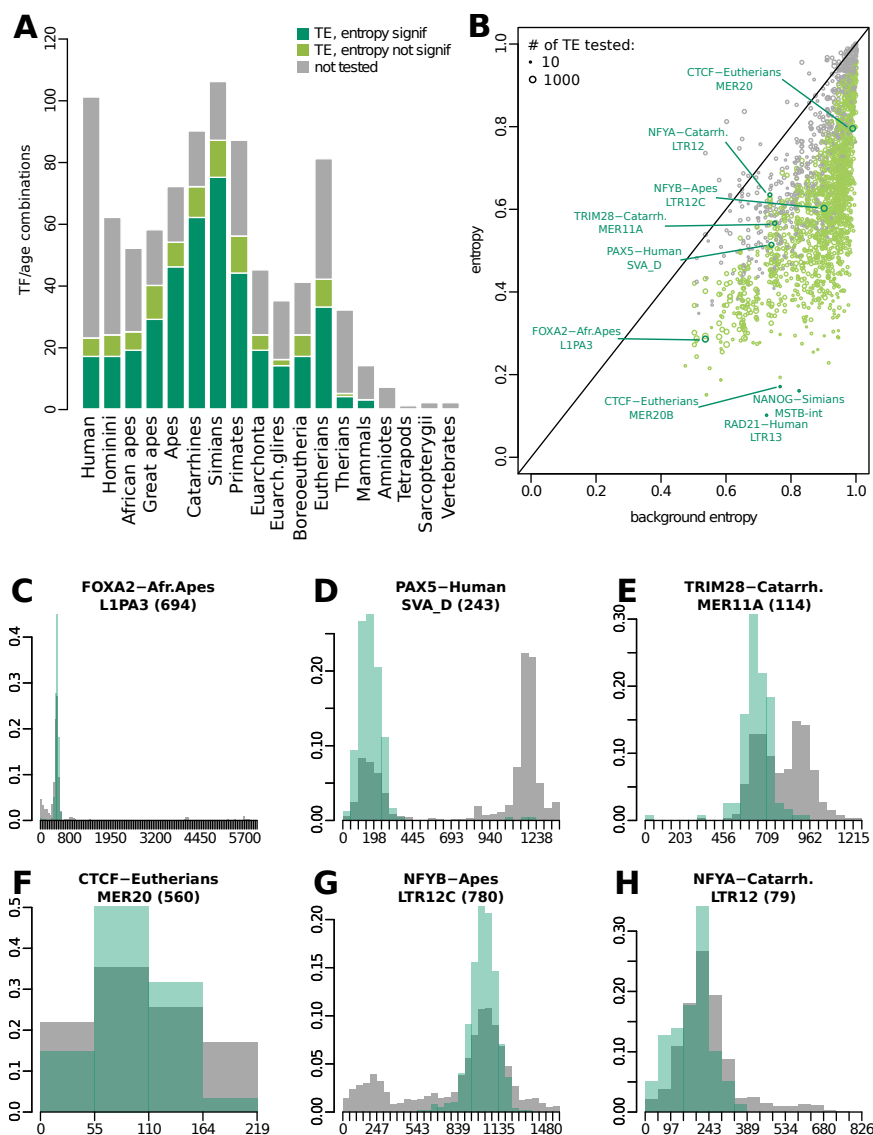 A
TE, entropy signif
TE, entropy not signif
not tested
TF/age combinations
0
20
40
60
80
100
120
Human
Hominini
African apes
Great apes
Apes
Catarrhines
Simians
Primates
Euarchonta
Euarch.glires
Boreoeutheria
Eutherians
Therians
Mammals
Amniotes
Tetrapods
Sarcopterygii
Vertebrates
B
# of TE tested:
10
1000
CTCF−Eutherians
MER20
NFYA−Catarrh.
LTR12
NFYB−Apes
LTR12C
TRIM28−Catarrh.
MER11A
PAX5−Human
SVA_D
FOXA2−Afr.Apes
L1PA3
CTCF−Eutherians
MER20B
NANOG−Simians
MSTB-int
RAD21−Human
LTR13
entropy
0.0
0.2
0.4
0.6
0.8
1.0
0.0 0.2 0.4 0.6 0.8 1.0
background entropy
C
FOXA2−Afr.Apes
L1PA3 (694)
0.0 0.1 0.2 0.3 0.4
0 800 1950 3200 4450 5700
D
PAX5−Human
SVA_D (243)
0.00 0.10 0.20
0 198 445 693 940 1238
E
TRIM28−Catarrh.
MER11A (114)
0.00 0.10 0.20 0.30
0 203 456 709 962 1215
F
CTCF−Eutherians
MER20 (560)
0.0 0.1 0.2 0.3 0.4 0.5
0 55 110 164 219
G
NFYB−Apes
LTR12C (780)
0.00 0.05 0.10 0.15 0.20
0 247 543 839 1135 1480
H
NFYA−Catarrh.
LTR12 (79)
0.00 0.10 0.20 0.30
0 97 243 389 534 680 826